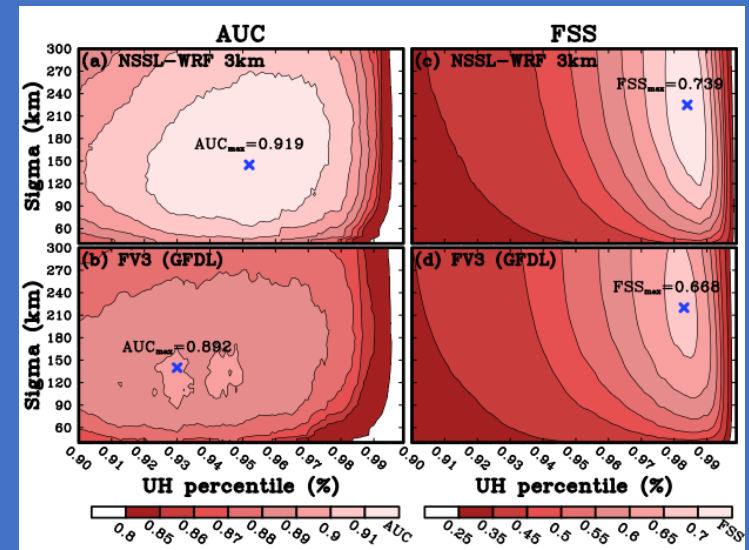 AUC FSS
(a) NSSL-WRF 3km
AUCmax=0.919
(c) NSSL-WRF 3km
FSSmax=0.739
Sigma (km)
300
270
240
210
180
150
120
90
60
(b) FV3 (GFDL)
AUCmax=0.892
(d) FV3 (GFDL)
FSSmax=0.668
Sigma (km)
300
270
240
210
180
150
120
90
60
0.90 0.91 0.92 0.93 0.94 0.95 0.96 0.97 0.98 0.99
0.90 0.91 0.92 0.93 0.94 0.95 0.96 0.97 0.98 0.99
UH percentile (%) UH percentile (%)
0.8 0.85 0.86 0.87 0.88 0.89 0.9 0.91 AUC
0.25 0.35 0.45 0.5 0.55 0.6 0.65 0.7 FSS